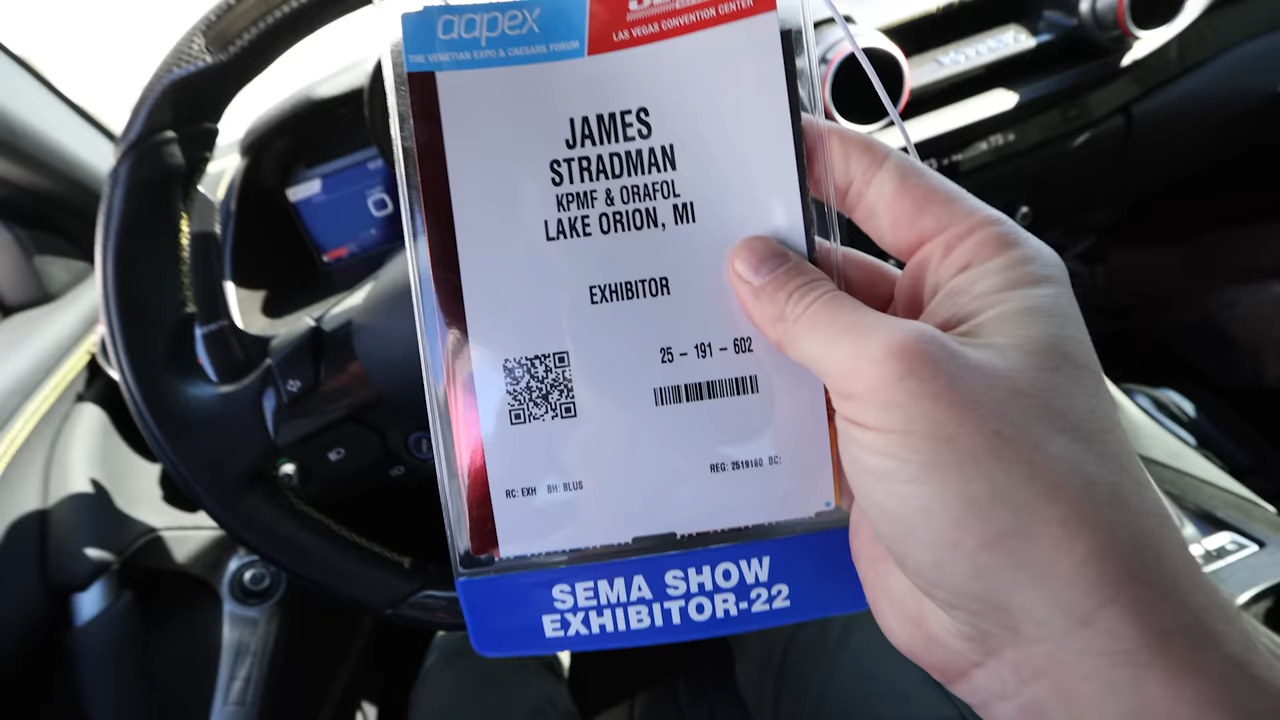 aapex
THE VENETIAN EXPO & CAESARS FORUM
LAS VEGAS CONVENTION CENTER
JAMES
STRADMAN
KPMF & ORAFOL
LAKE ORION, MI
EXHIBITOR
25 - 191 - 602
REG: 2519160 BC:
RC: EXH BH: BLUS
SEMA SHOW
EXHIBITOR-22